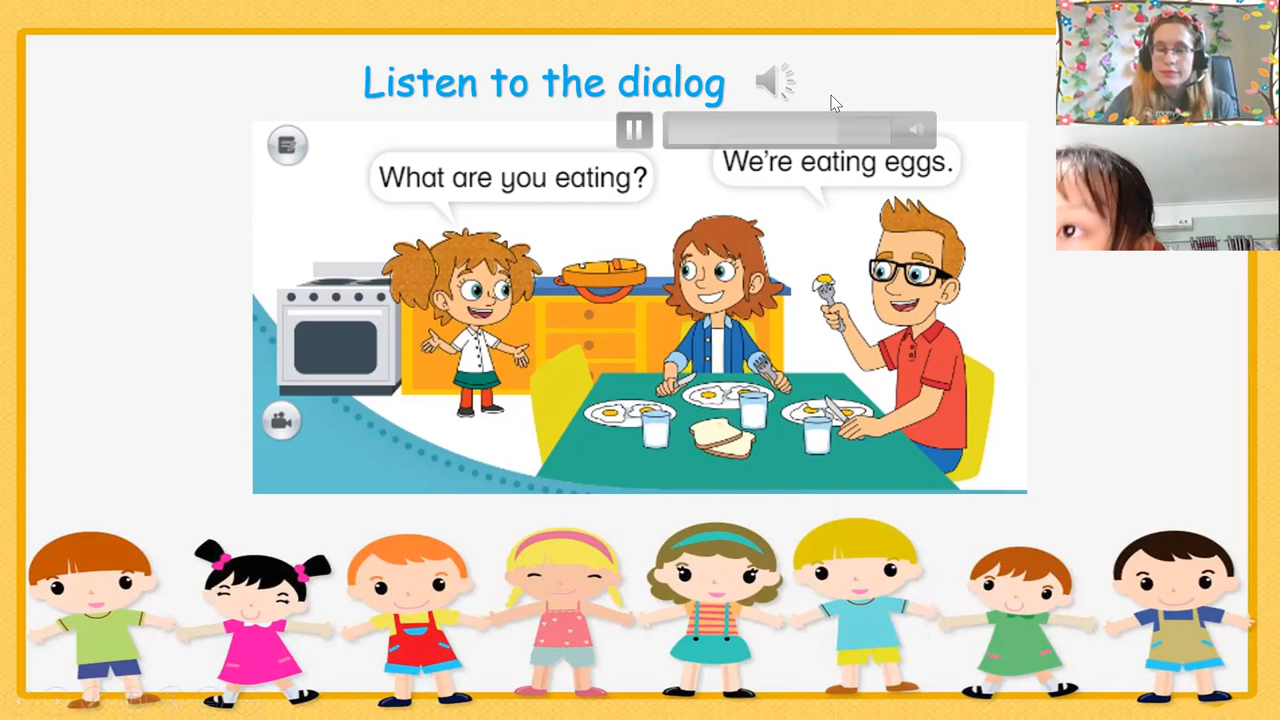 Listen to the dialog
What are you eating?
We're eating eggs.